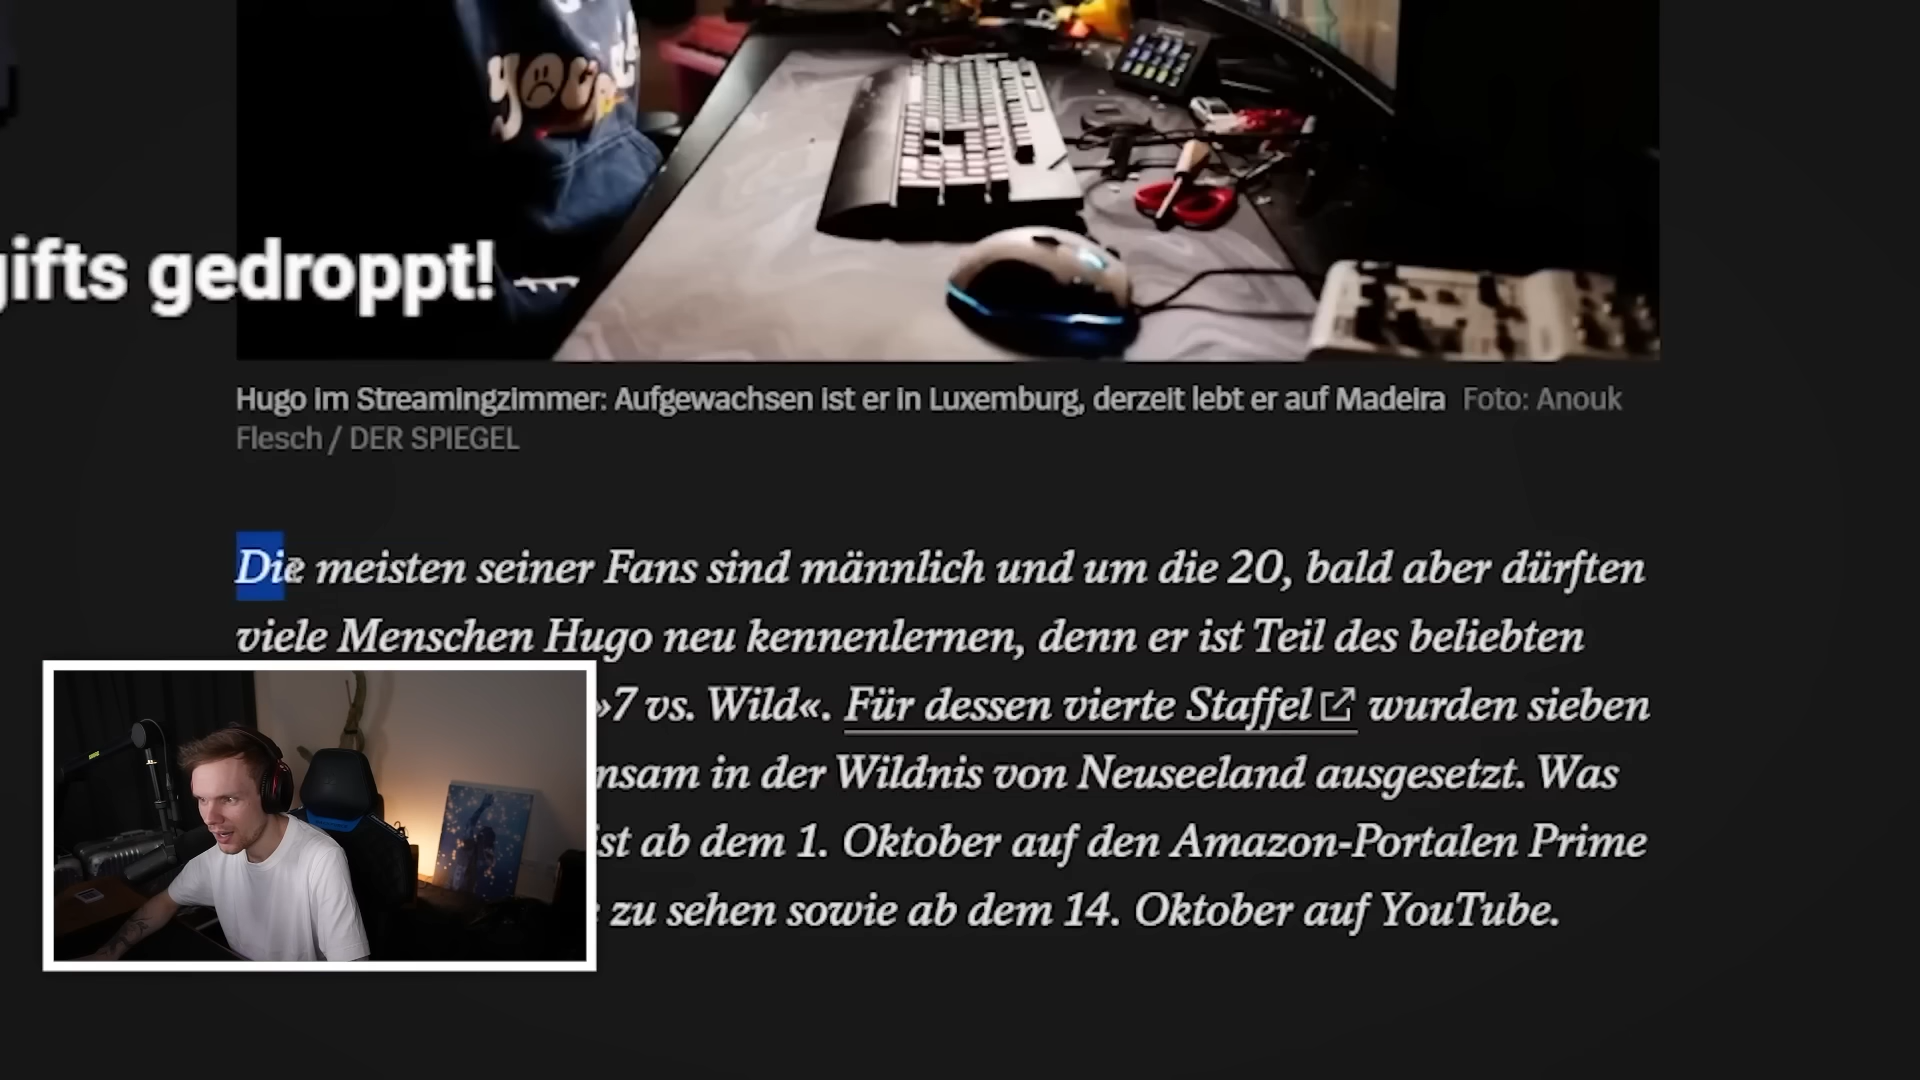 gifts gedroppt!
Hugo im Streamingzimmer: Aufgewachsen ist er in Luxemburg, derzeit lebt er auf Madeira Foto: Anouk
Flesch / DER SPIEGEL
Die meisten seiner Fans sind männlich und um die 20, bald aber dürften
viele Menschen Hugo neu kennenlernen, denn er ist Teil des beliebten
»7 vs. Wild«. Für dessen vierte Staffel wurden sieben
nsam in der Wildnis von Neuseeland ausgesetzt. Was
ist ab dem 1. Oktober auf den Amazon-Portalen Prime
zu sehen sowie ab dem 14. Oktober auf YouTube.